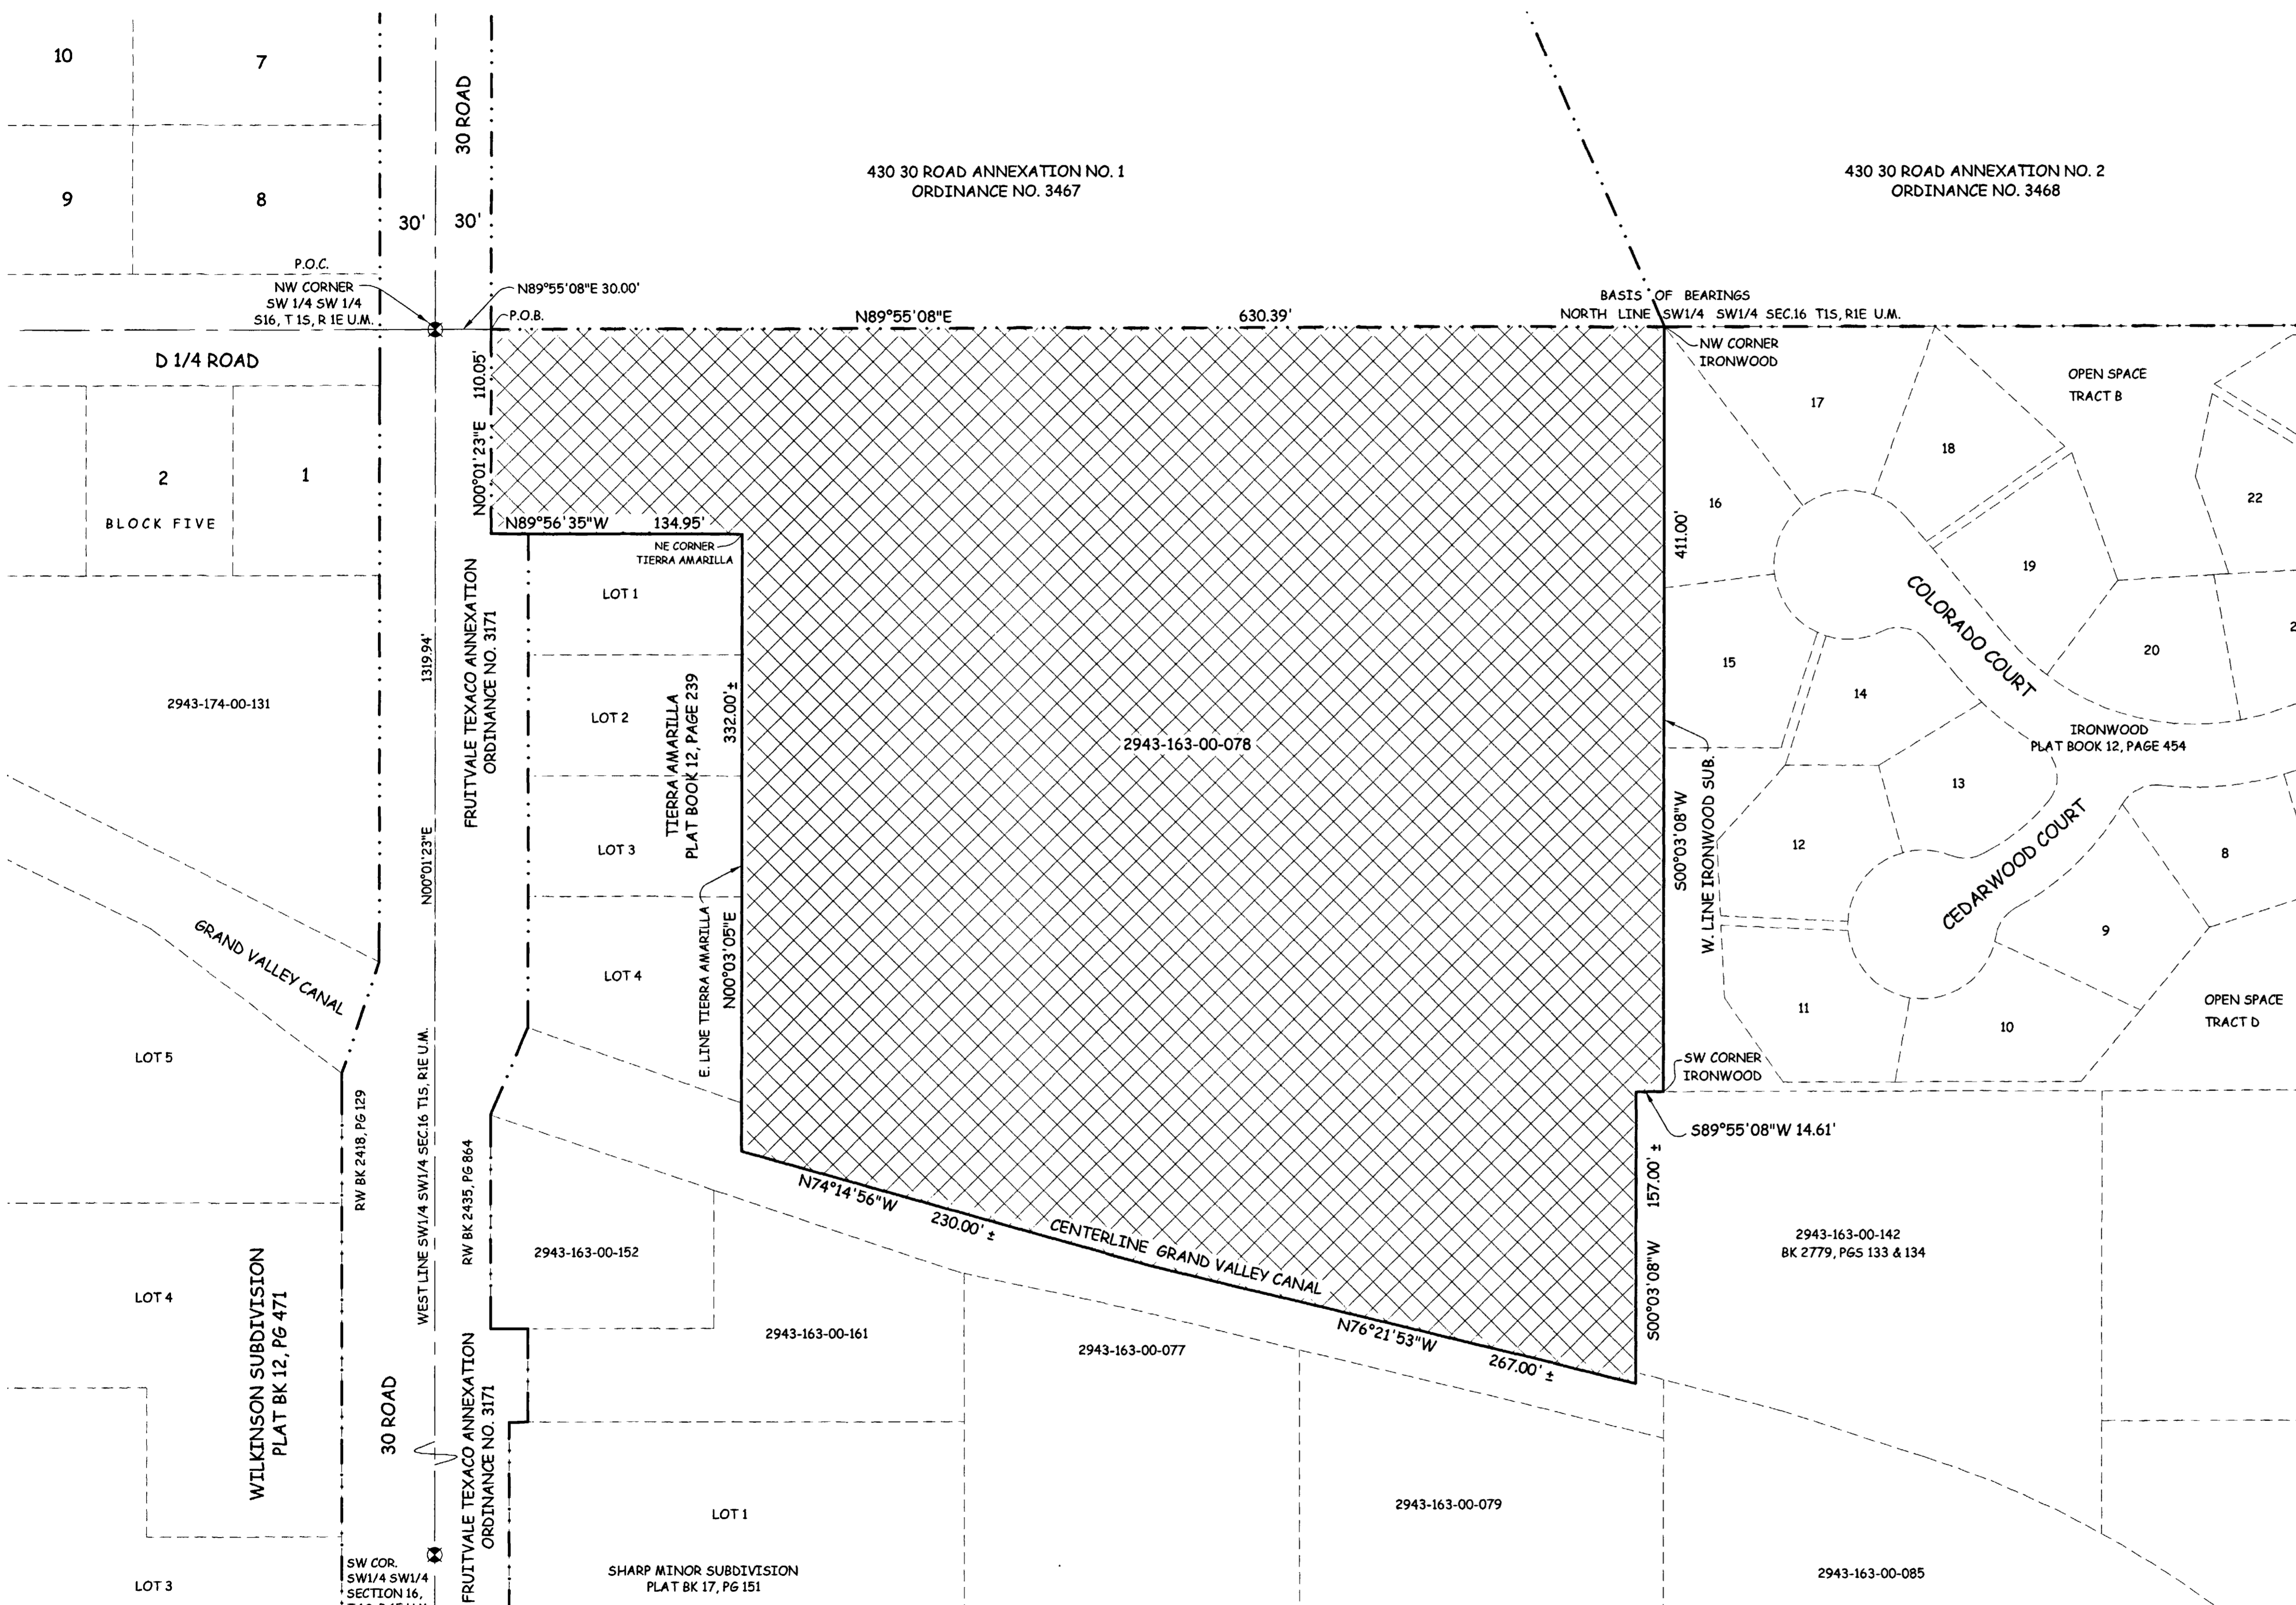 10
7
9
8
30'
30'
30 ROAD
430 30 ROAD ANNEXATION NO. 1
ORDINANCE NO. 3467
430 30 ROAD ANNEXATION NO. 2
ORDINANCE NO. 3468
P.O.C.
NW CORNER
SW 1/4 SW 1/4
S16, T 1S, R 1E U.M.
N89°55'08"E 30.00'
P.O.B.
N89°55'08"E
630.39'
BASIS OF BEARINGS
NORTH LINE SW1/4 SW1/4 SEC.16 T1S, R1E U.M.
NW CORNER
IRONWOOD
D 1/4 ROAD
2
1
BLOCK FIVE
N00°01'23"E 110.05'
N89°56'35"W
134.95'
NE CORNER
TIERRA AMARILLA
FRUITVALE TEXACO ANNEXATION
ORDINANCE NO. 3171
1319.94'
N00°01'23"E
WEST LINE SW1/4 SW1/4 SEC.16 T1S, R1E U.M.
LOT 1
LOT 2
LOT 3
LOT 4
TIERRA AMARILLA
PLAT BOOK 12, PAGE 239
332.00'±
N00°03'05"E
E. LINE TIERRA AMARILLA
2943-163-00-078
411.00'
S00°03'08"W
W. LINE IRONWOOD SUB.
17
18
OPEN SPACE
TRACT B
16
22
19
COLORADO COURT
15
14
20
2
IRONWOOD
PLAT BOOK 12, PAGE 454
13
12
CEDARWOOD COURT
8
9
11
10
OPEN SPACE
TRACT D
SW CORNER
IRONWOOD
S89°55'08"W 14.61'
157.00' ±
S00°03'08"W
2943-163-00-142
BK 2779, PGS 133 & 134
2943-174-00-131
GRAND VALLEY CANAL
LOT 5
RW BK 2418, PG 129
RW BK 2435, PG 864
N74°14'56"W
230.00' ±
CENTERLINE GRAND VALLEY CANAL
N76°21'53"W
267.00' ±
2943-163-00-152
2943-163-00-161
2943-163-00-077
2943-163-00-079
2943-163-00-085
LOT 4
WILKINSON SUBDIVISION
PLAT BK 12, PG 471
30 ROAD
FRUITVALE TEXACO ANNEXATION
ORDINANCE NO. 3171
LOT 1
SHARP MINOR SUBDIVISION
PLAT BK 17, PG 151
LOT 3
SW COR.
SW1/4 SW1/4
SECTION 16,